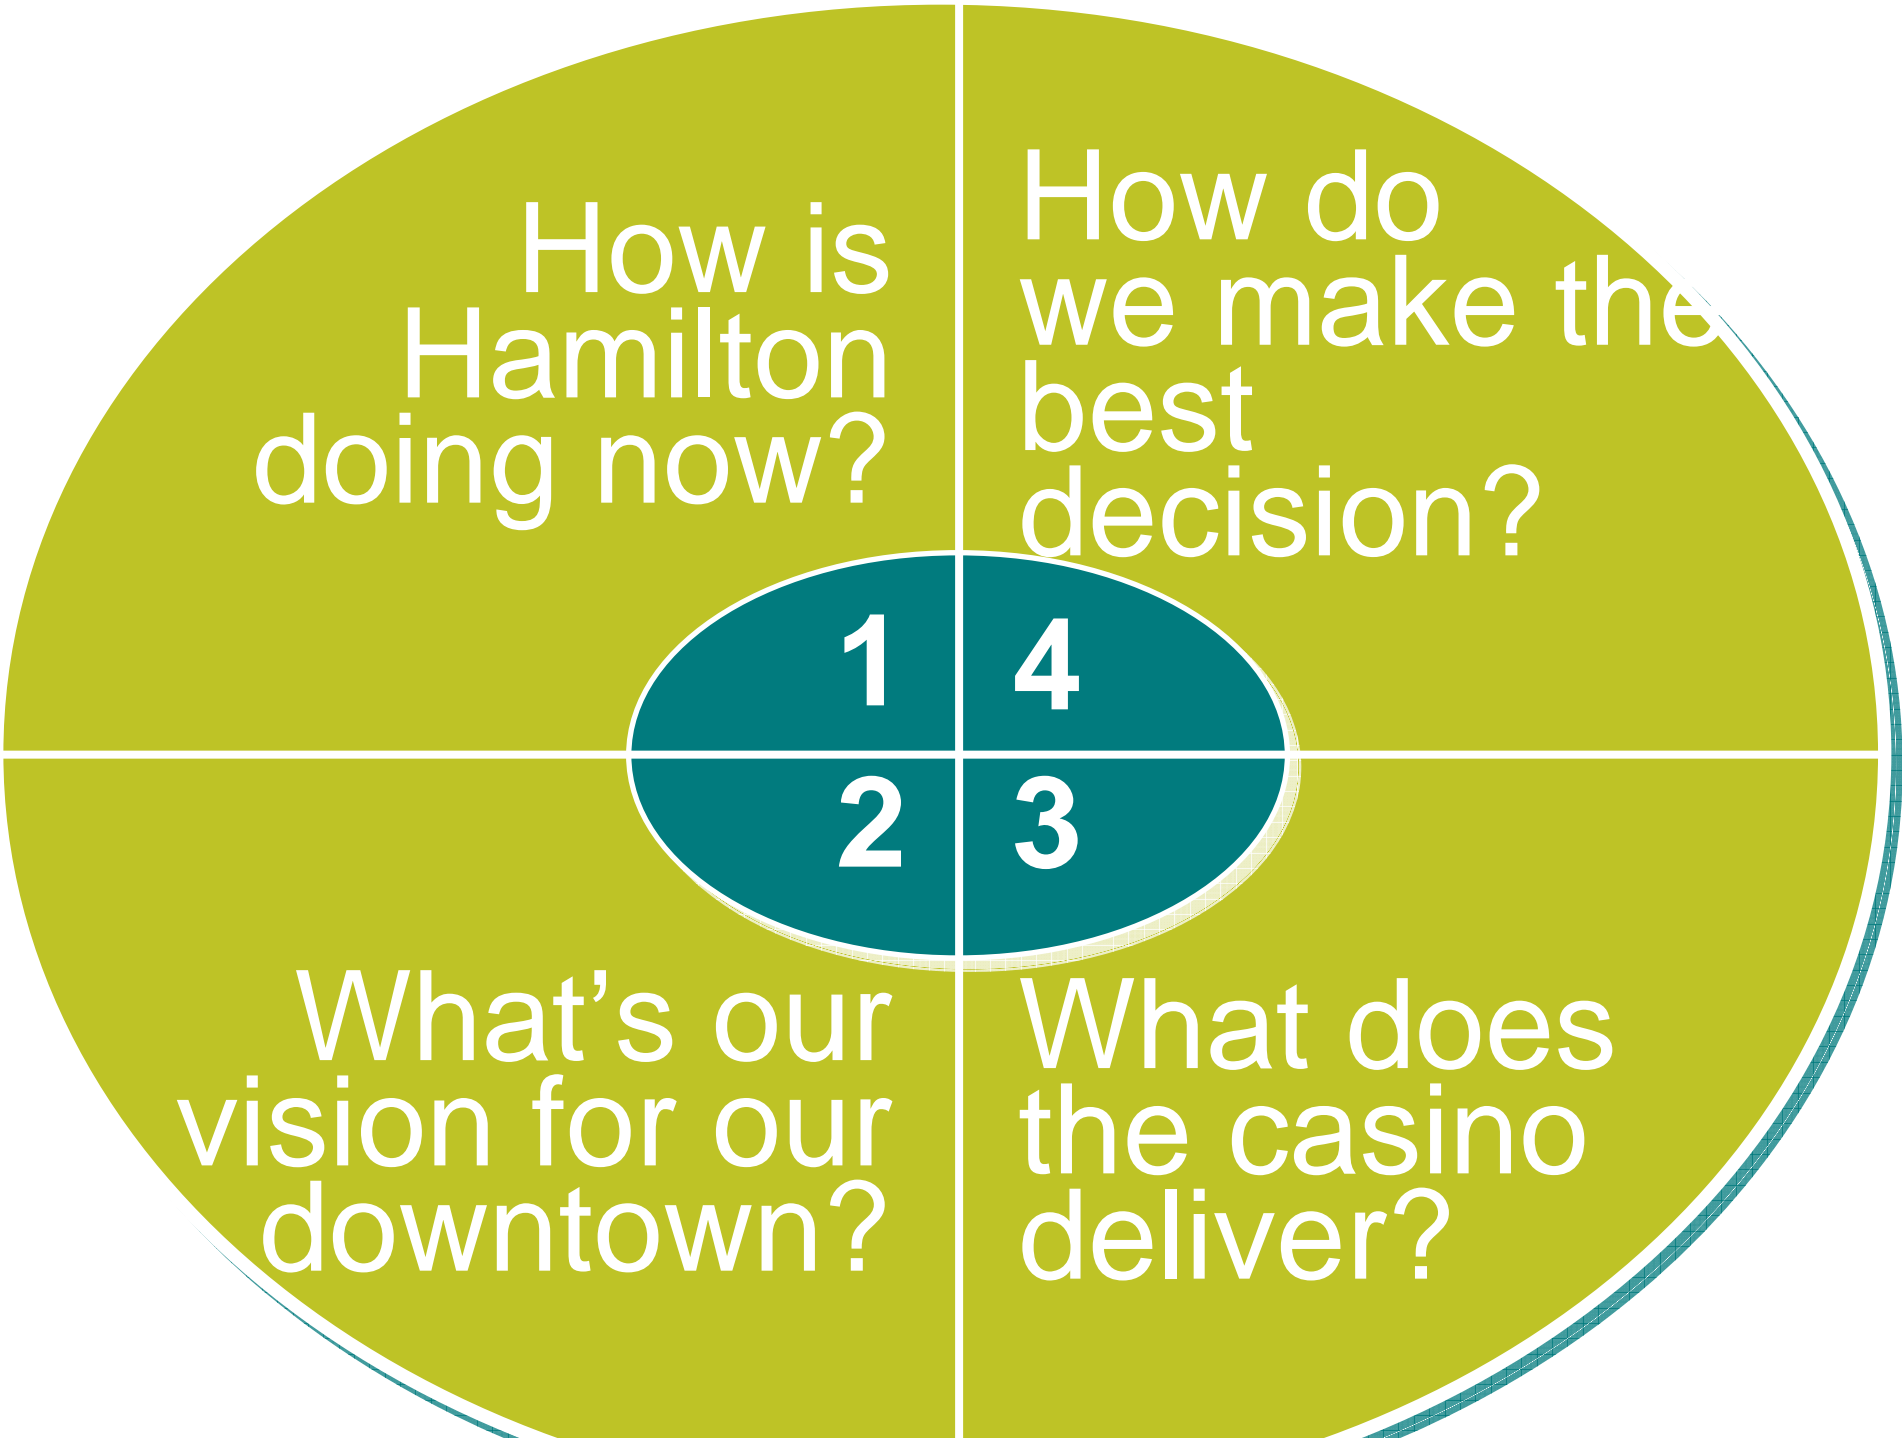 How is
Hamilton
doing now?
How do
we make the
best
decision?
1
4
2
3
What's our
vision for our
downtown?
What does
the casino
deliver?